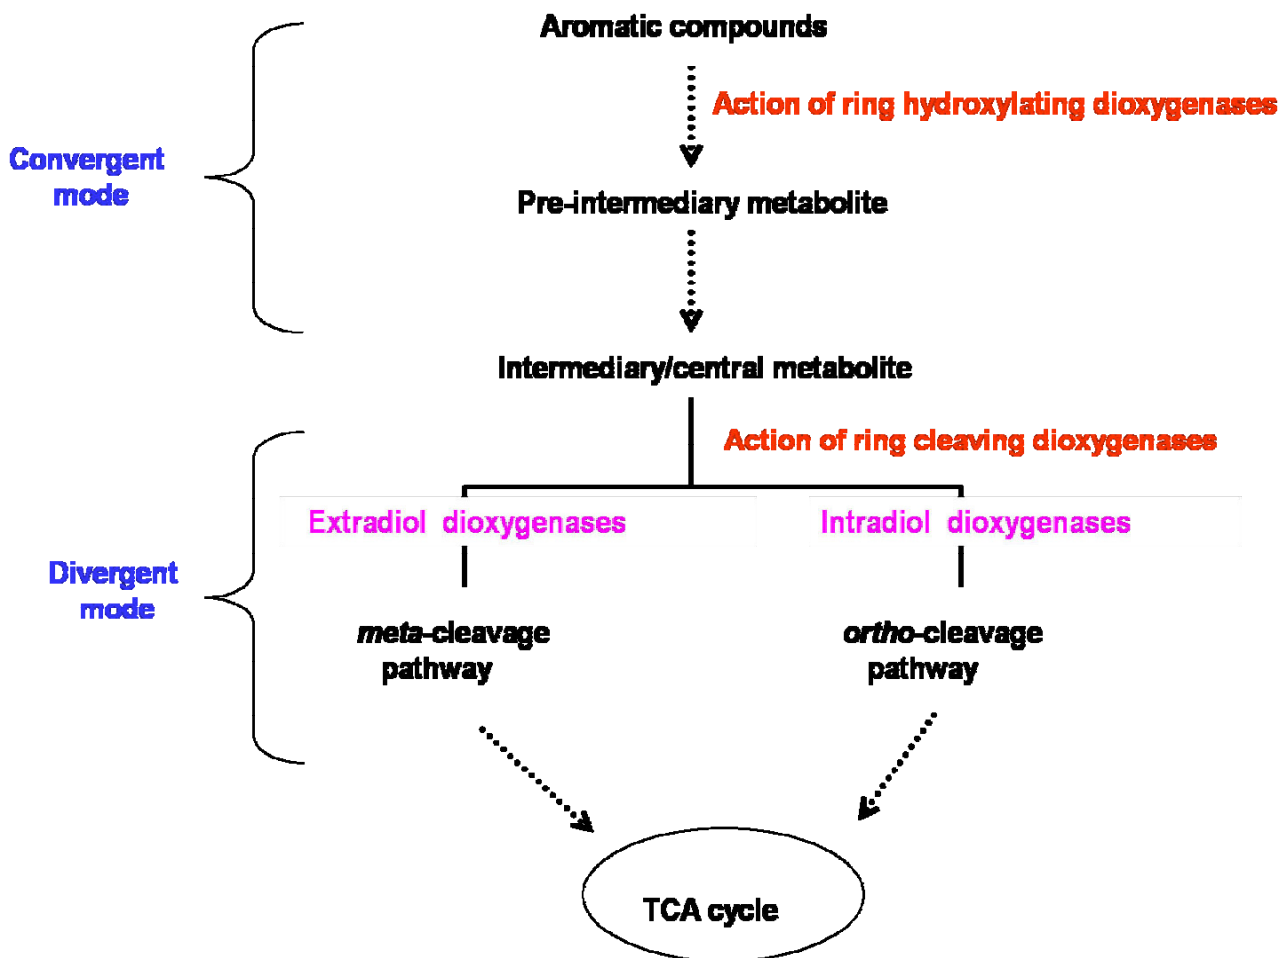 Aromatic compounds
Action of ring hydroxylating dioxygenases
Convergent
mode
Pre-intermediary metabolite
Intermediary/central metabolite
Action of ring cleaving dioxygenases
Extradiol dioxygenases
Intradiol dioxygenases
Divergent
mode
meta-cleavage
pathway
ortho-cleavage
pathway
TCA cycle